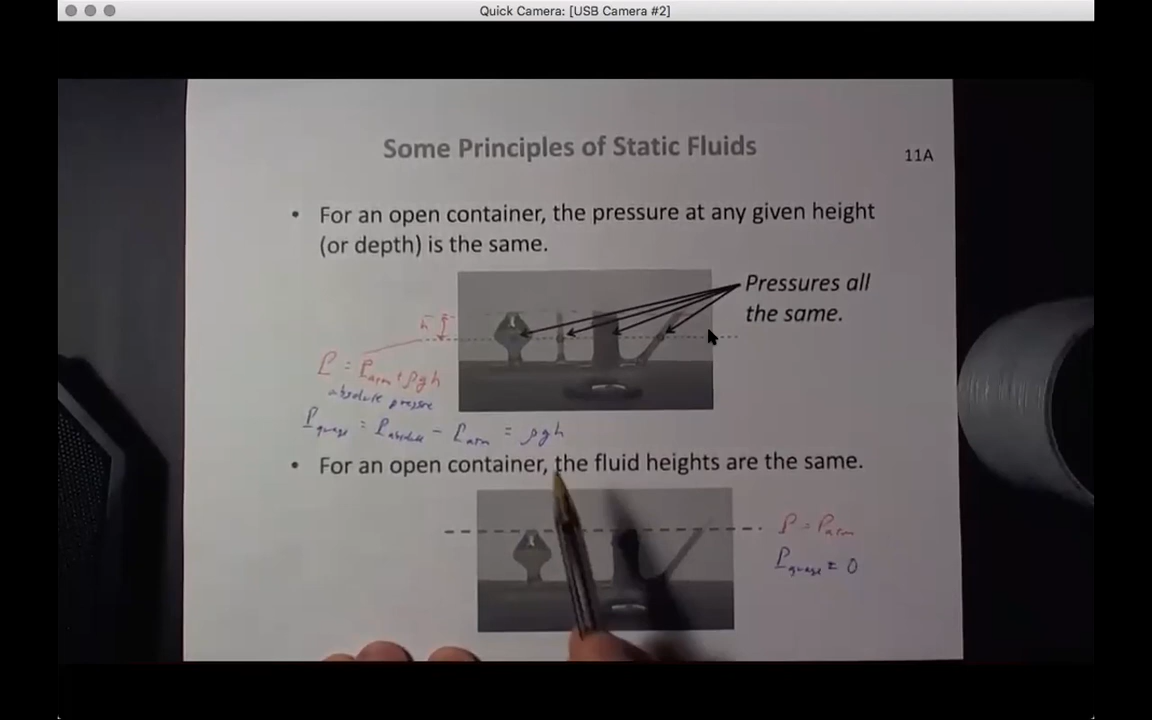 Quick Camera: [USB Camera #2]
Some Principles of Static Fluids
11A
• For an open container, the pressure at any given height
(or depth) is the same.
Pressures all
the same.
h
P = Patm + ρgh
absolute pressure
Pguage = Pabsolute - Patm = ρgh
• For an open container, the fluid heights are the same.
P = Patm
Pguage = 0